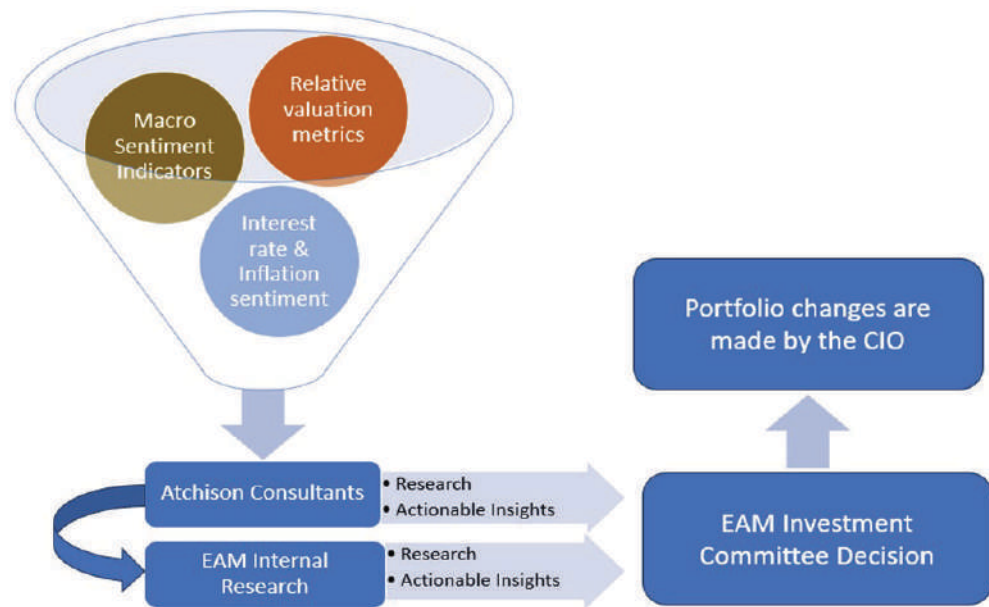 Relative
valuation
metrics
Macro
Sentiment
Indicators
Interest
rate &
Inflation
sentiment
Portfolio changes are
made by the CIO
Atchison Consultants
• Research
• Actionable Insights
EAM Internal
Research
• Research
• Actionable Insights
EAM Investment
Committee Decision